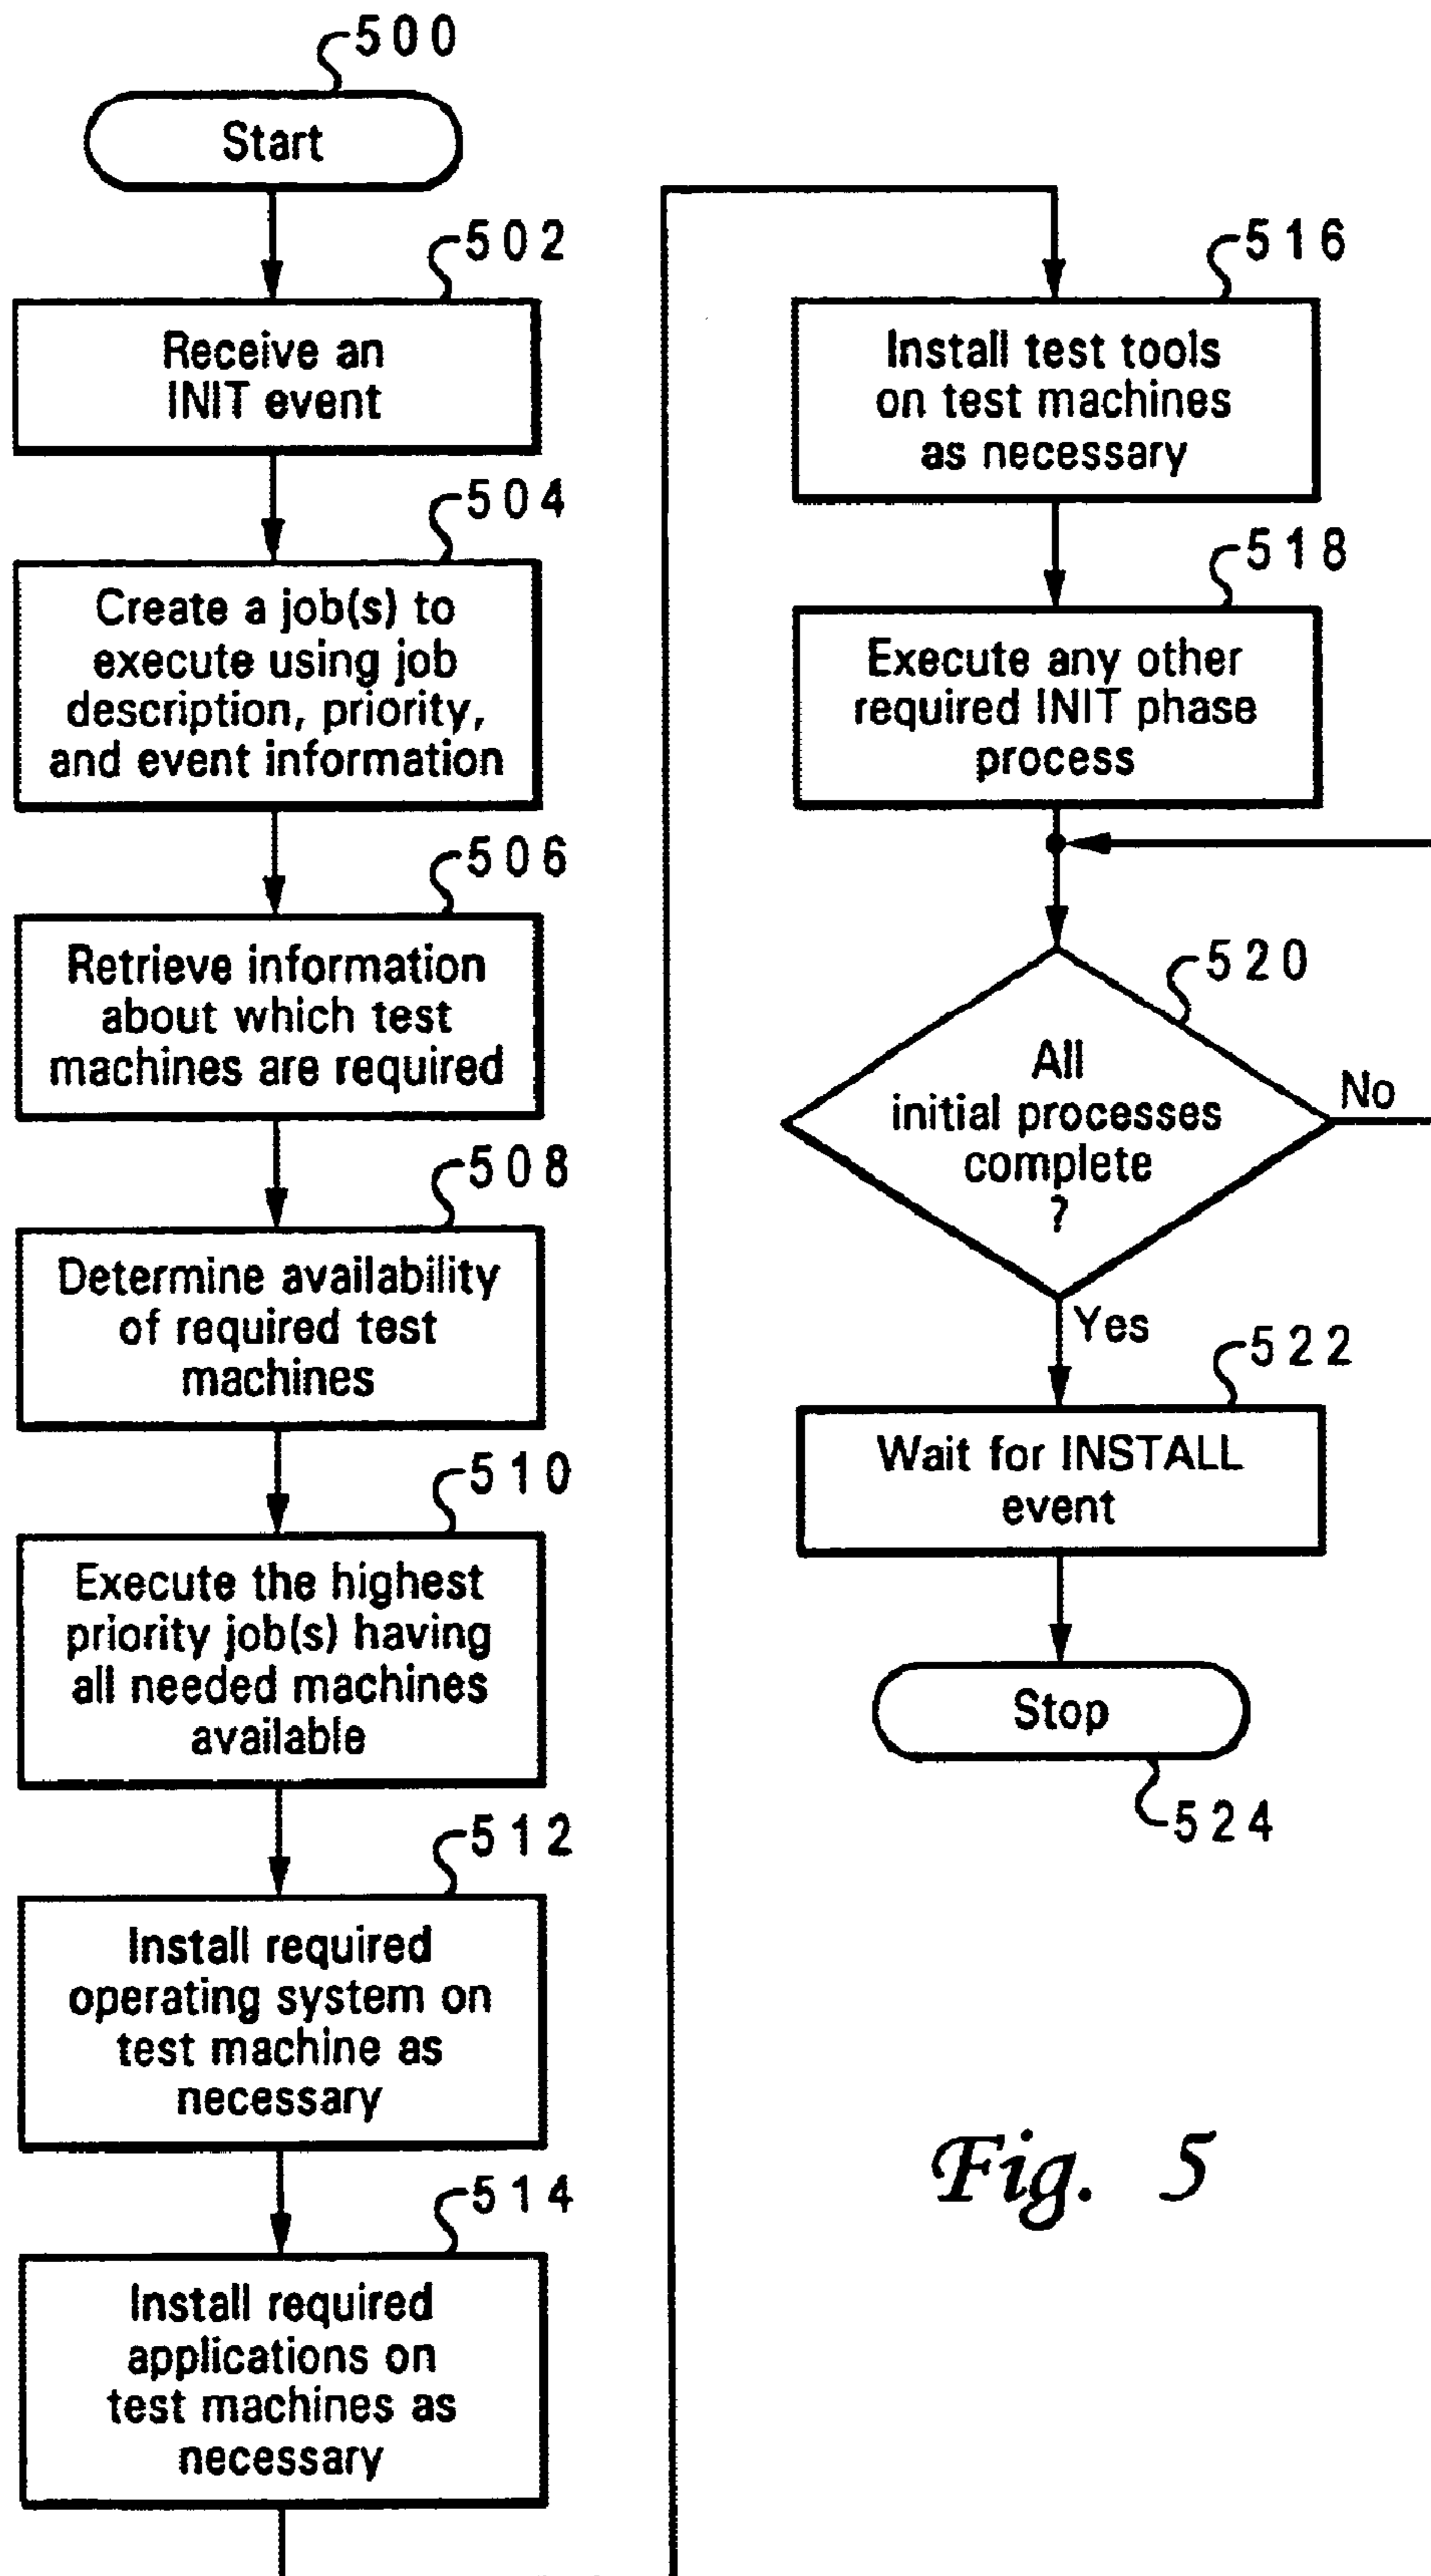 500
Start
502
Receive an
INIT event
504
Create a job(s) to
execute using job
description, priority,
and event information
506
Retrieve information
about which test
machines are required
508
Determine availability
of required test
machines
510
Execute the highest
priority job(s) having
all needed machines
available
512
Install required
operating system on
test machine as
necessary
514
Install required
applications on
test machines as
necessary
516
Install test tools
on test machines
as necessary
518
Execute any other
required INIT phase
process
520
All
initial processes
complete
?
No
Yes
522
Wait for INSTALL
event
Stop
524
Fig. 5